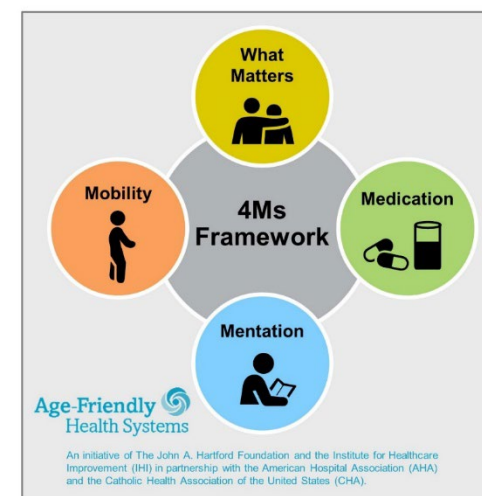 What
Matters
Mobility
4Ms
Framework
Medication
Mentation
Age-Friendly
Health Systems
An initiative of The John A. Hartford Foundation and the Institute for Healthcare
Improvement (IHI) in partnership with the American Hospital Association (AHA)
and the Catholic Health Association of the United States (CHA).